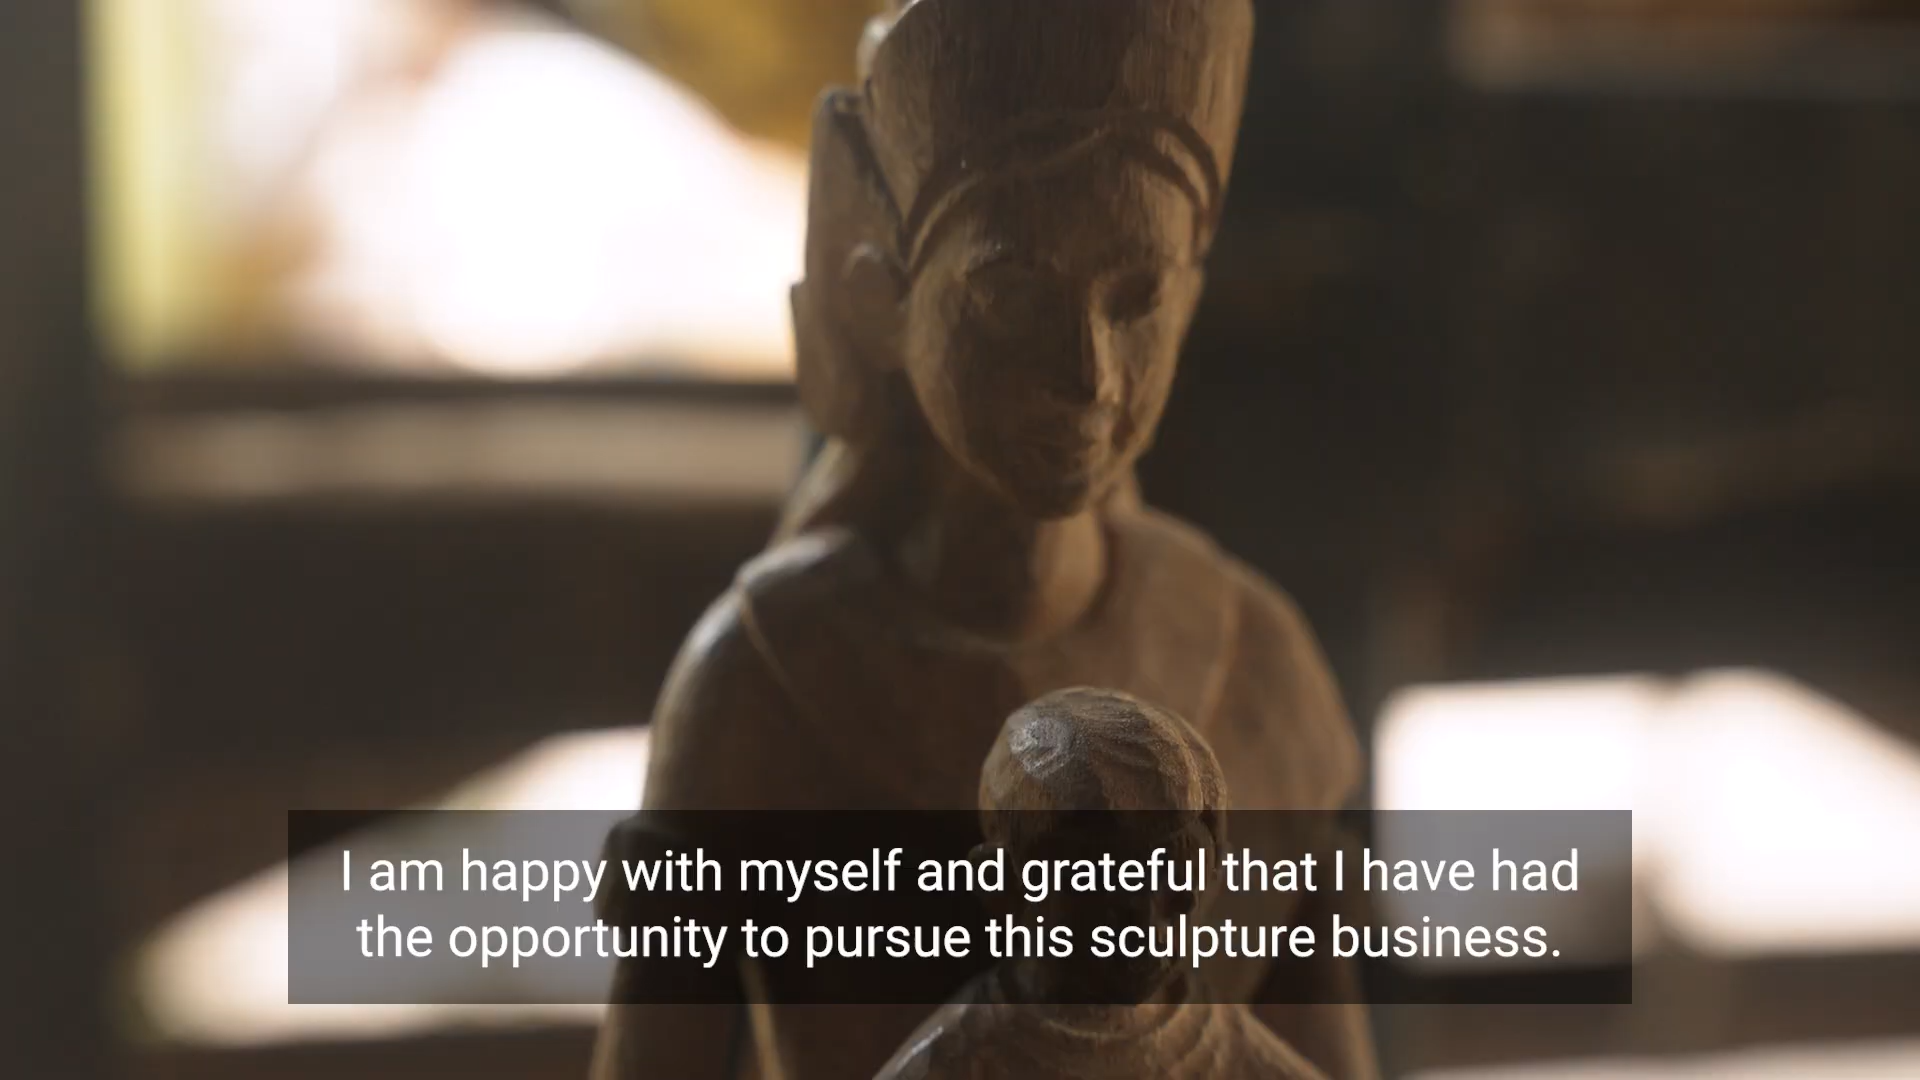 I am happy with myself and grateful that I have had
the opportunity to pursue this sculpture business.